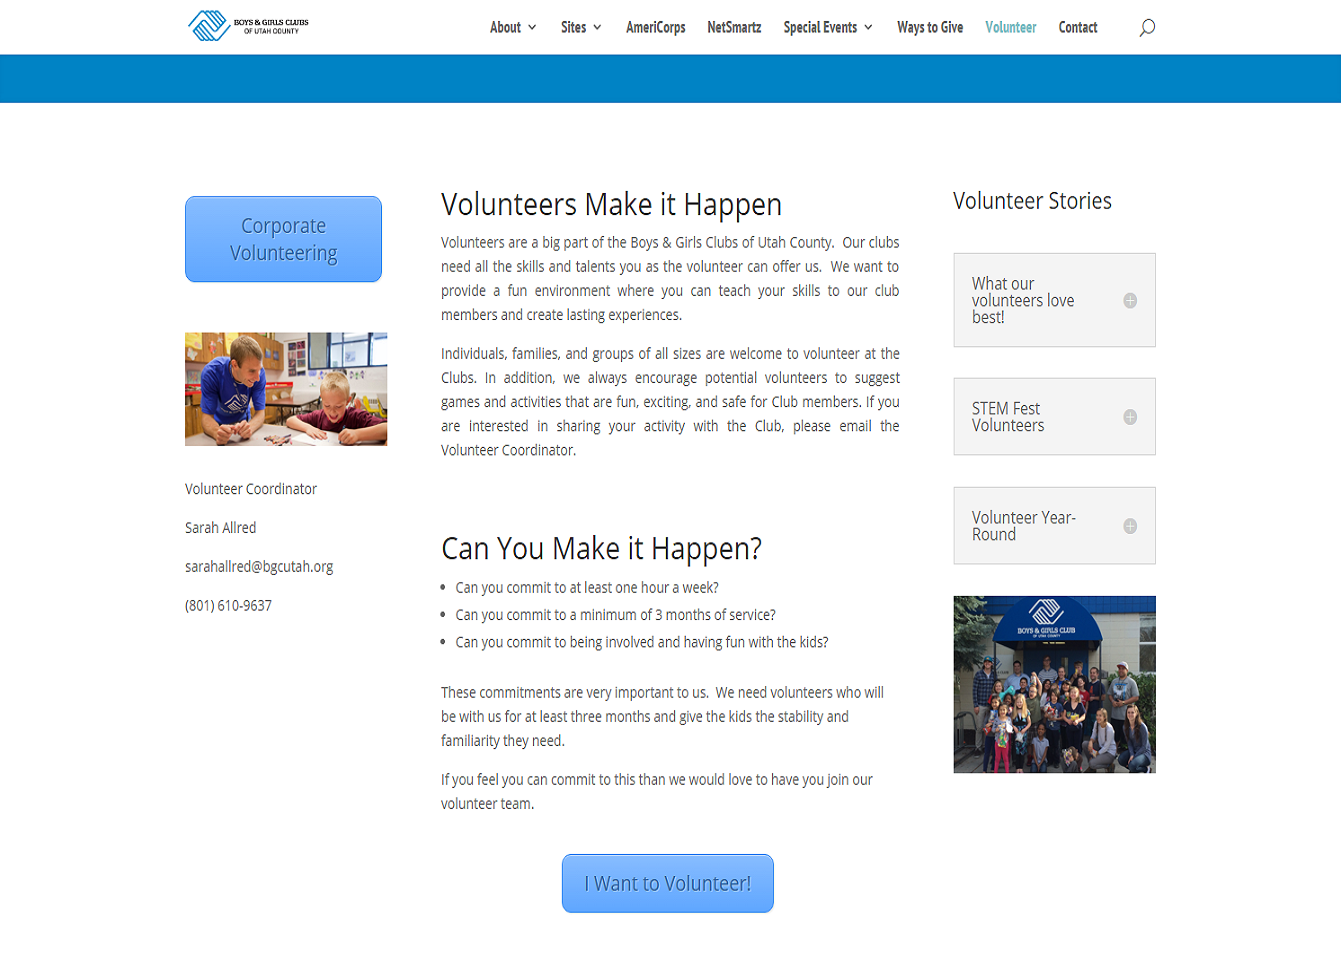 BOYS & GIRLS CLUBS
OF UTAH COUNTY
About
Sites
AmeriCorps
NetSmartz
Special Events
Ways to Give
Volunteer
Contact
Corporate
Volunteering
Volunteer Coordinator
Sarah Allred
sarahallred@bgcutah.org
(801) 610-9637
Volunteers Make it Happen
Volunteers are a big part of the Boys & Girls Clubs of Utah County. Our clubs
need all the skills and talents you as the volunteer can offer us. We want to
provide a fun environment where you can teach your skills to our club
members and create lasting experiences.
Individuals, families, and groups of all sizes are welcome to volunteer at the
Clubs. In addition, we always encourage potential volunteers to suggest
games and activities that are fun, exciting, and safe for Club members. If you
are interested in sharing your activity with the Club, please email the
Volunteer Coordinator.
Can You Make it Happen?
Can you commit to at least one hour a week?
Can you commit to a minimum of 3 months of service?
Can you commit to being involved and having fun with the kids?
These commitments are very important to us. We need volunteers who will
be with us for at least three months and give the kids the stability and
familiarity they need.
If you feel you can commit to this than we would love to have you join our
volunteer team.
I Want to Volunteer!
Volunteer Stories
What our
volunteers love
best!
STEM Fest
Volunteers
Volunteer Year-
Round
BOYS & GIRLS CLUB
OF UTAH COUNTY